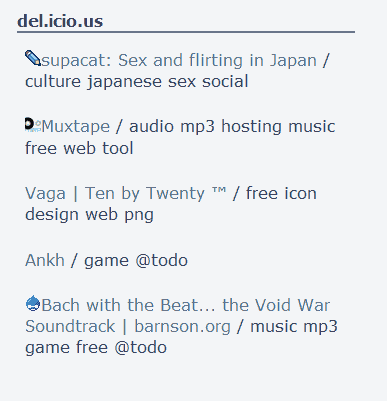 del.icio.us
supacat: Sex and flirting in Japan /
culture japanese sex social
Muxtape / audio mp3 hosting music
free web tool
Vaga | Ten by Twenty ™ / free icon
design web png
Ankh / game @todo
Bach with the Beat... the Void War
Soundtrack | barnson.org / music mp3
game free @todo